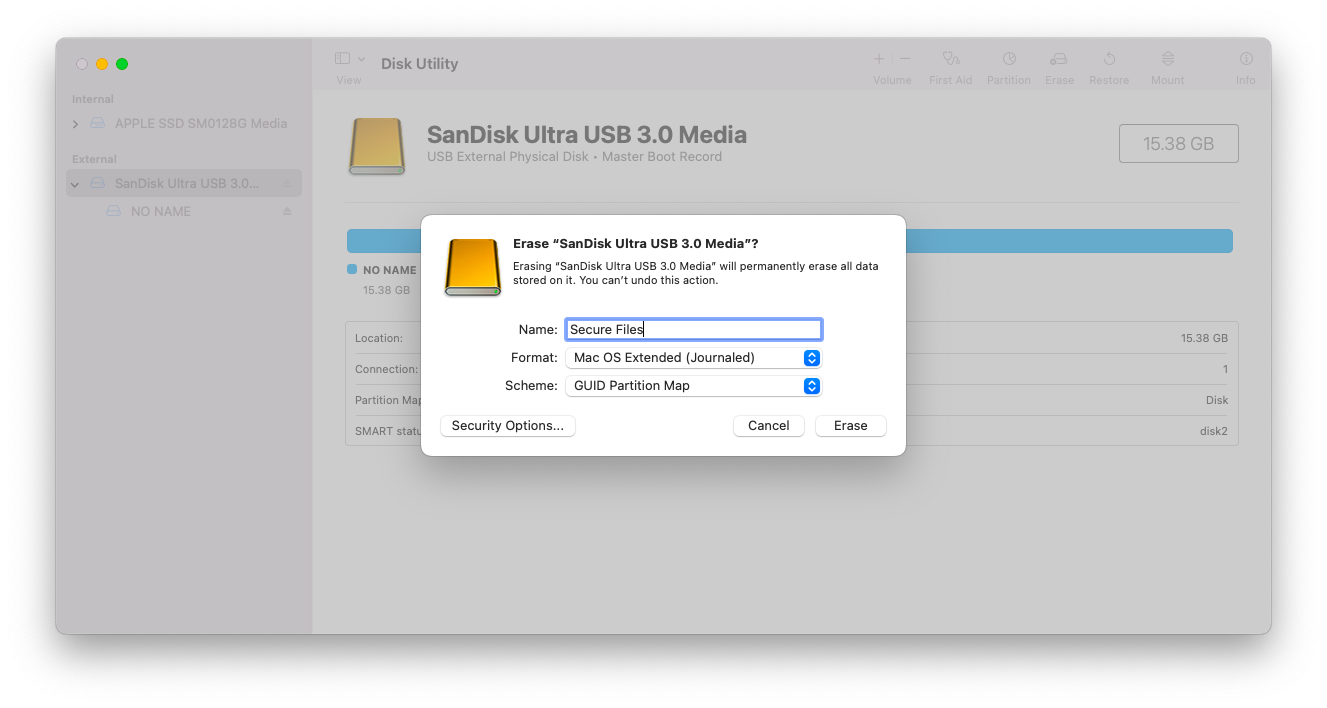 Disk Utility
View
Volume
First Aid
Partition
Erase
Restore
Mount
Info
Internal
APPLE SSD SM0128G Media
External
SanDisk Ultra USB 3.0...
NO NAME
SanDisk Ultra USB 3.0 Media
USB External Physical Disk • Master Boot Record
15.38 GB
NO NAME
15.38 GB
Location:
15.38 GB
Connection:
1
Partition Map
Disk
SMART statu
disk2
Erase “SanDisk Ultra USB 3.0 Media”?
Erasing “SanDisk Ultra USB 3.0 Media” will permanently erase all data
stored on it. You can’t undo this action.
Name: Secure Files
Format: Mac OS Extended (Journaled)
Scheme: GUID Partition Map
Security Options...
Cancel
Erase